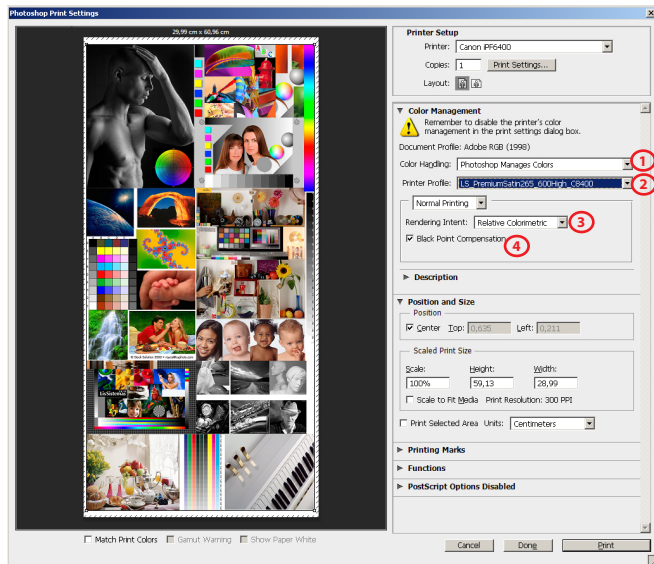 Photoshop Print Settings
29,99 cm x 60,96 cm
ABC
LisSistemas
Match Print Colors
Gamut Warning
Show Paper White
Printer Setup
Printer: Canon iPF6400
Copies: 1 Print Settings...
Layout:
Color Management
Remember to disable the printer's color
management in the print settings dialog box.
Document Profile: Adobe RGB (1998)
Color Handling: Photoshop Manages Colors 1
Printer Profile: LS_PremiumSatin265_600High_C8400 2
Normal Printing
Rendering Intent: Relative Colorimetric 3
Black Point Compensation 4
Description
Position and Size
Position
Center Top: 0,635 Left: 0,211
Scaled Print Size
Scale: Height: Width:
100% 59,13 28,99
Scale to Fit Media Print Resolution: 300 PPI
Print Selected Area Units: Centimeters
Printing Marks
Functions
PostScript Options Disabled
Cancel Done Print